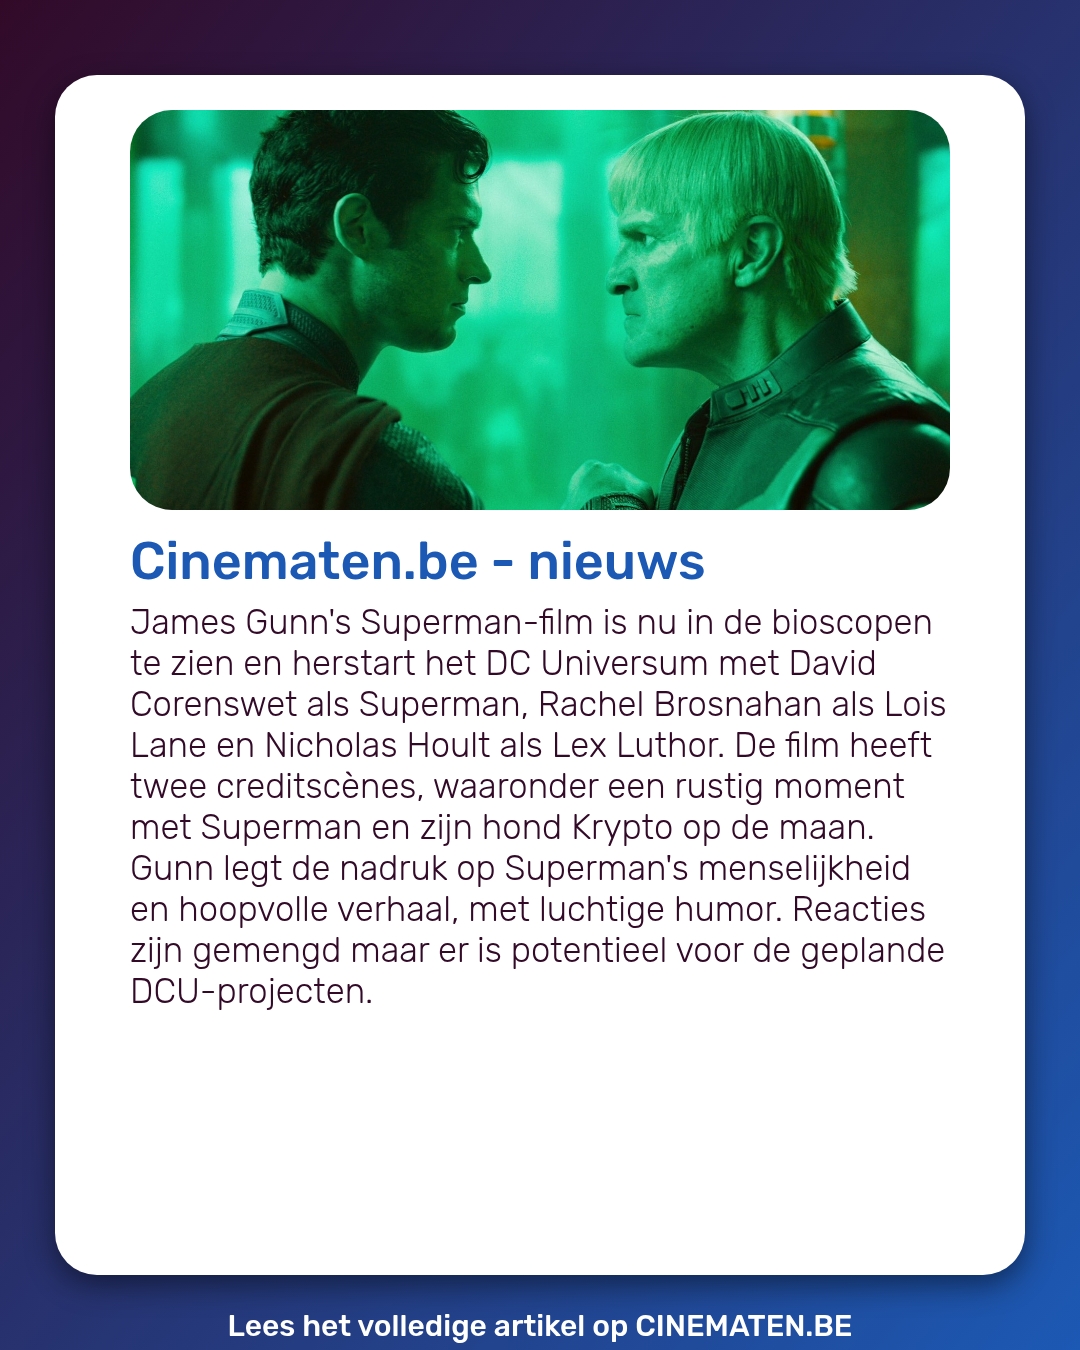 Cinematen.be - nieuws
James Gunn's Superman-film is nu in de bioscopen
te zien en herstart het DC Universum met David
Corenswet als Superman, Rachel Brosnahan als Lois
Lane en Nicholas Hoult als Lex Luthor. De film heeft
twee creditscènes, waaronder een rustig moment
met Superman en zijn hond Krypto op de maan.
Gunn legt de nadruk op Superman's menselijkheid
en hoopvolle verhaal, met luchtige humor. Reacties
zijn gemengd maar er is potentieel voor de geplande
DCU-projecten.
Lees het volledige artikel op CINEMATEN.BE